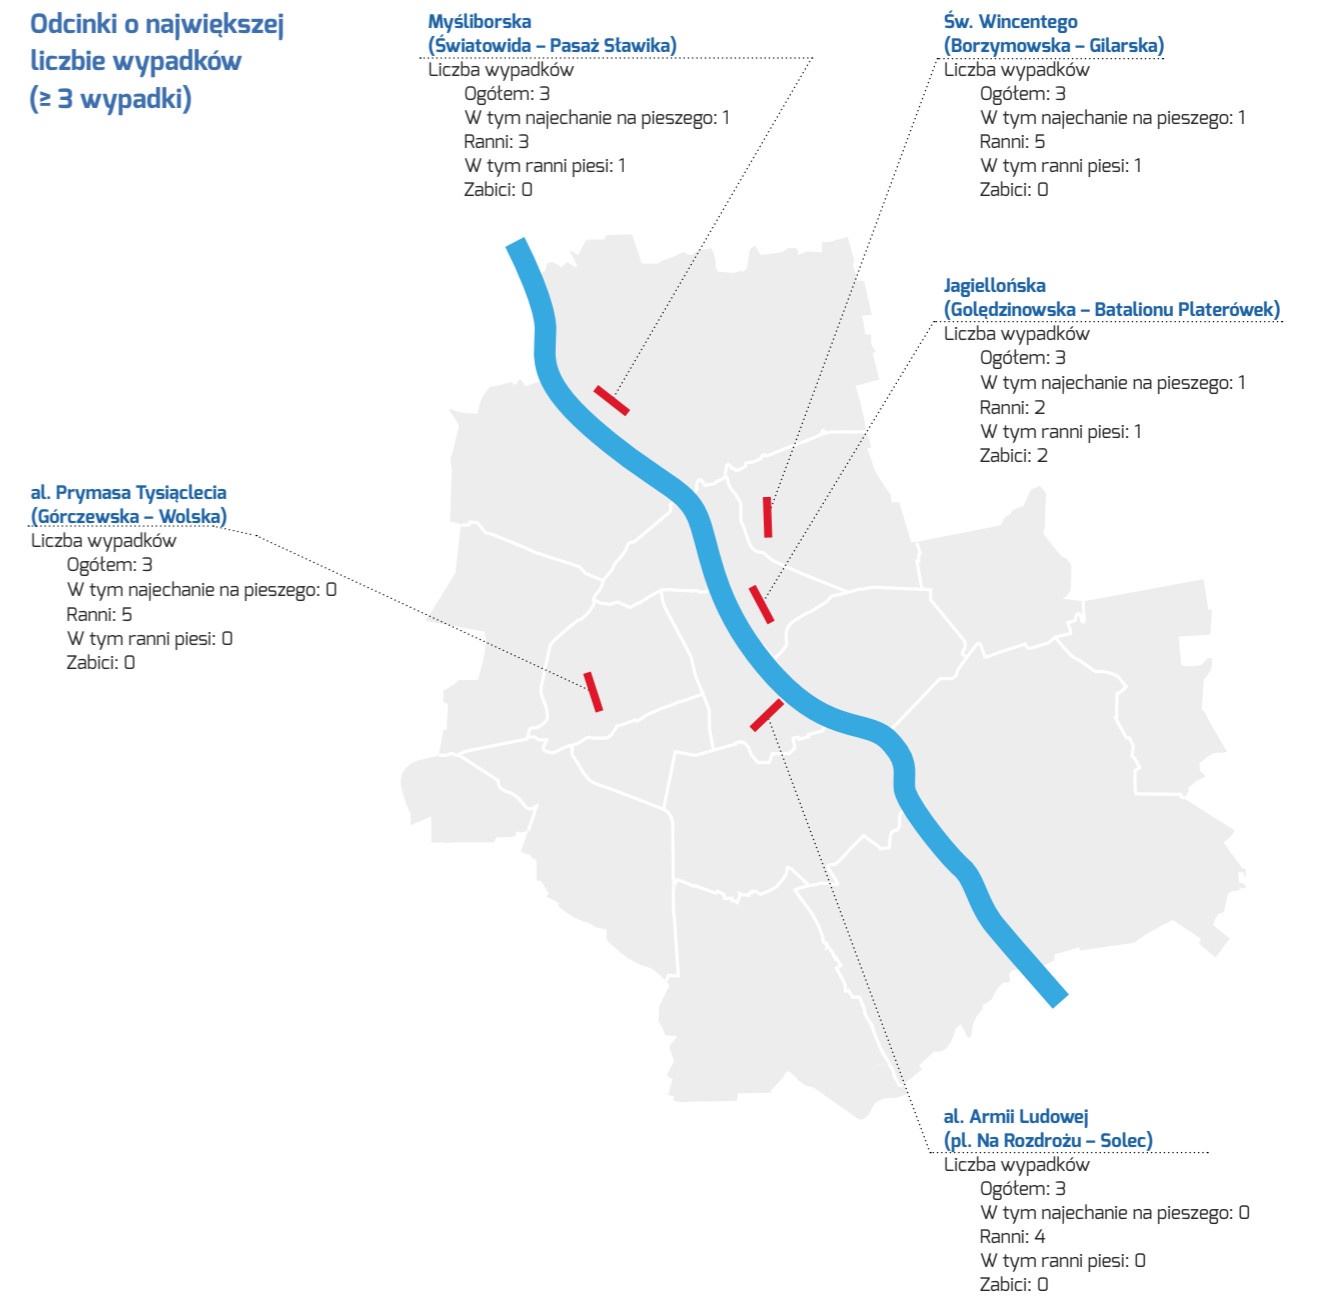 Odcinki o największej
liczbie wypadków
(≥ 3 wypadki)
Myśliborska
(Światowida – Pasaż Sławika)
Liczba wypadków
Ogółem: 3
W tym najechanie na pieszego: 1
Ranni: 3
W tym ranni piesi: 1
Zabici: 0
Św. Wincentego
(Borzymowska – Gilarska)
Liczba wypadków
Ogółem: 3
W tym najechanie na pieszego: 1
Ranni: 5
W tym ranni piesi: 1
Zabici: 0
Jagiellońska
(Golędzinowska – Batalionu Platerówek)
Liczba wypadków
Ogółem: 3
W tym najechanie na pieszego: 1
Ranni: 2
W tym ranni piesi: 1
Zabici: 2
al. Prymasa Tysiąclecia
(Górczewska – Wolska)
Liczba wypadków
Ogółem: 3
W tym najechanie na pieszego: 0
Ranni: 5
W tym ranni piesi: 0
Zabici: 0
al. Armii Ludowej
(pl. Na Rozdrożu – Solec)
Liczba wypadków
Ogółem: 3
W tym najechanie na pieszego: 0
Ranni: 4
W tym ranni piesi: 0
Zabici: 0